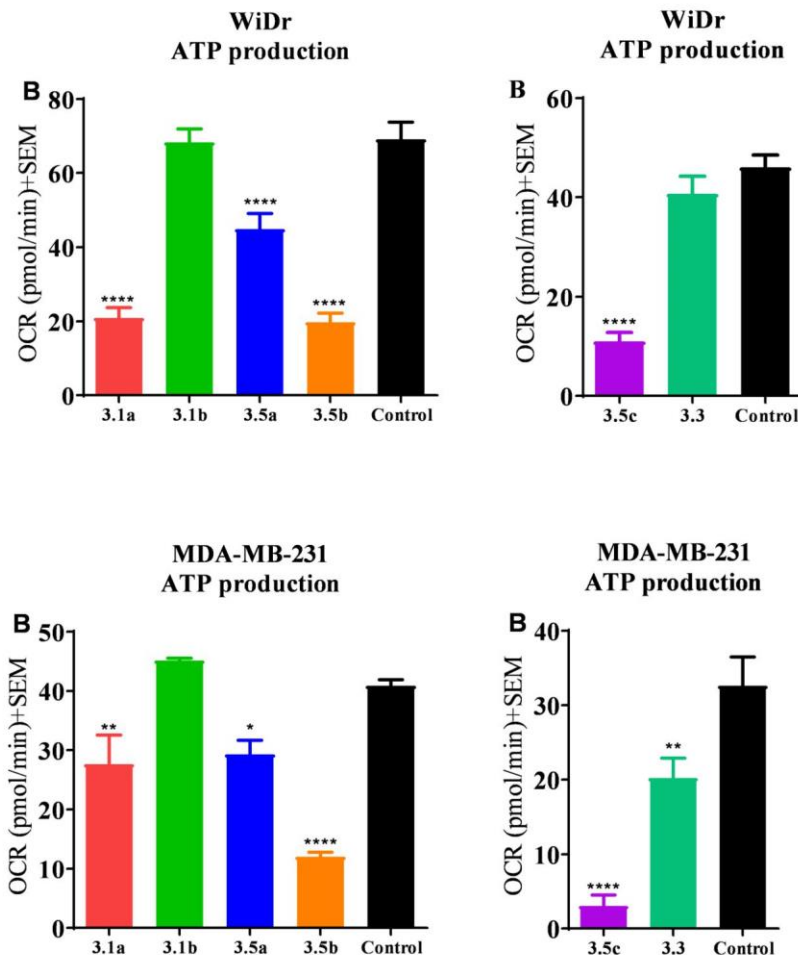 WiDr
ATP production
B
OCR (pmol/min)+SEM
80
60
40
20
0
****
****
****
3.1a 3.1b 3.5a 3.5b Control
WiDr
ATP production
B
OCR (pmol/min)+SEM
60
40
20
0
****
3.5c 3.3 Control
MDA-MB-231
ATP production
B
OCR (pmol/min)+SEM
50
40
30
20
10
0
**
*
****
3.1a 3.1b 3.5a 3.5b Control
MDA-MB-231
ATP production
B
OCR (pmol/min)+SEM
40
30
20
10
0
****
**
3.5c 3.3 Control